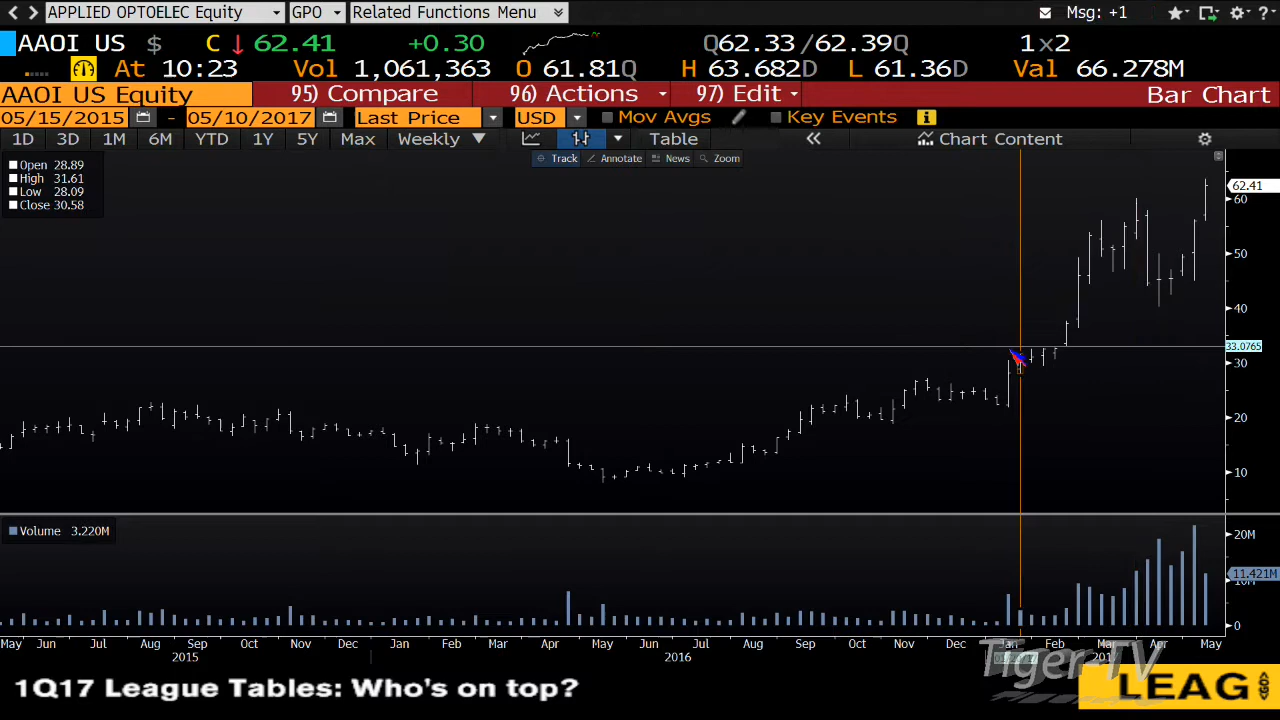 APPLIED OPTOELEC Equity GPO Related Functions Menu Msg: +1
AAOI US $ C 62.41 +0.30 Q62.33/62.39Q 1x2
At 10:23 Vol 1,061,363 O 61.81Q H 63.682D L 61.36D Val 66.278M
AAOI US Equity 95) Compare 96) Actions 97) Edit Bar Chart
05/15/2015 - 05/10/2017 Last Price USD Mov Avgs Key Events
1D 3D 1M 6M YTD 1Y 5Y Max Weekly Table « Chart Content
Track Annotate News Zoom
Open 28.89
High 31.61
Low 28.09
Close 30.58
62.41
60
50
40
33.0765
30
20
10
Volume 3.220M
20M
11.421M
0
May Jun Jul Aug Sep Oct Nov Dec Jan Feb Mar Apr May Jun Jul Aug Sep Oct Nov Dec Jan Feb Mar Apr May
2015 2016
Tiger-TV
1Q17 League Tables: Who's on top? LEAG